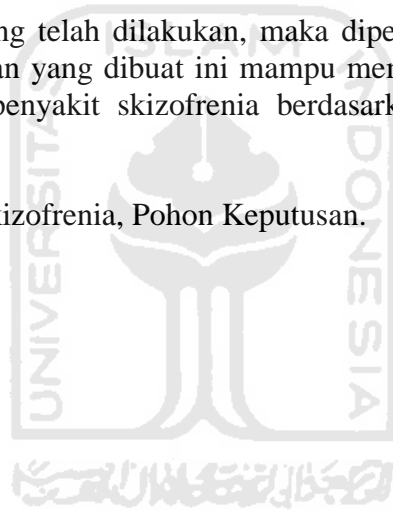 ng telah dilakukan, maka dipe
an yang dibuat ini mampu men
penyakit skizofrenia berdasark
kizofrenia, Pohon Keputusan.
ISLAM
UNIVERSITAS
INDONESIA